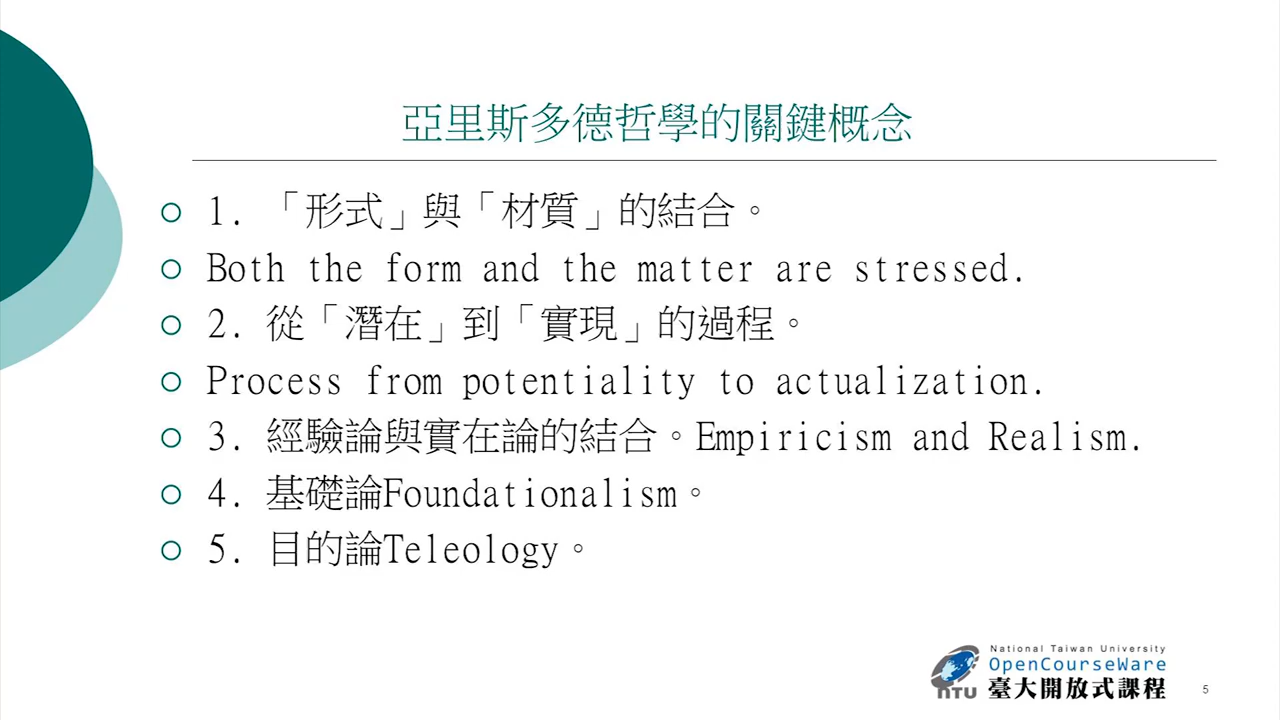 亞里斯多德哲學的關鍵概念
1. 「形式」與「材質」的結合。
Both the form and the matter are stressed.
2. 從「潛在」到「實現」的過程。
Process from potentiality to actualization.
3. 經驗論與實在論的結合。Empiricism and Realism.
4. 基礎論Foundationalism。
5. 目的論Teleology。
National Taiwan University
OpenCourseWare
NTU 臺大開放式課程
5